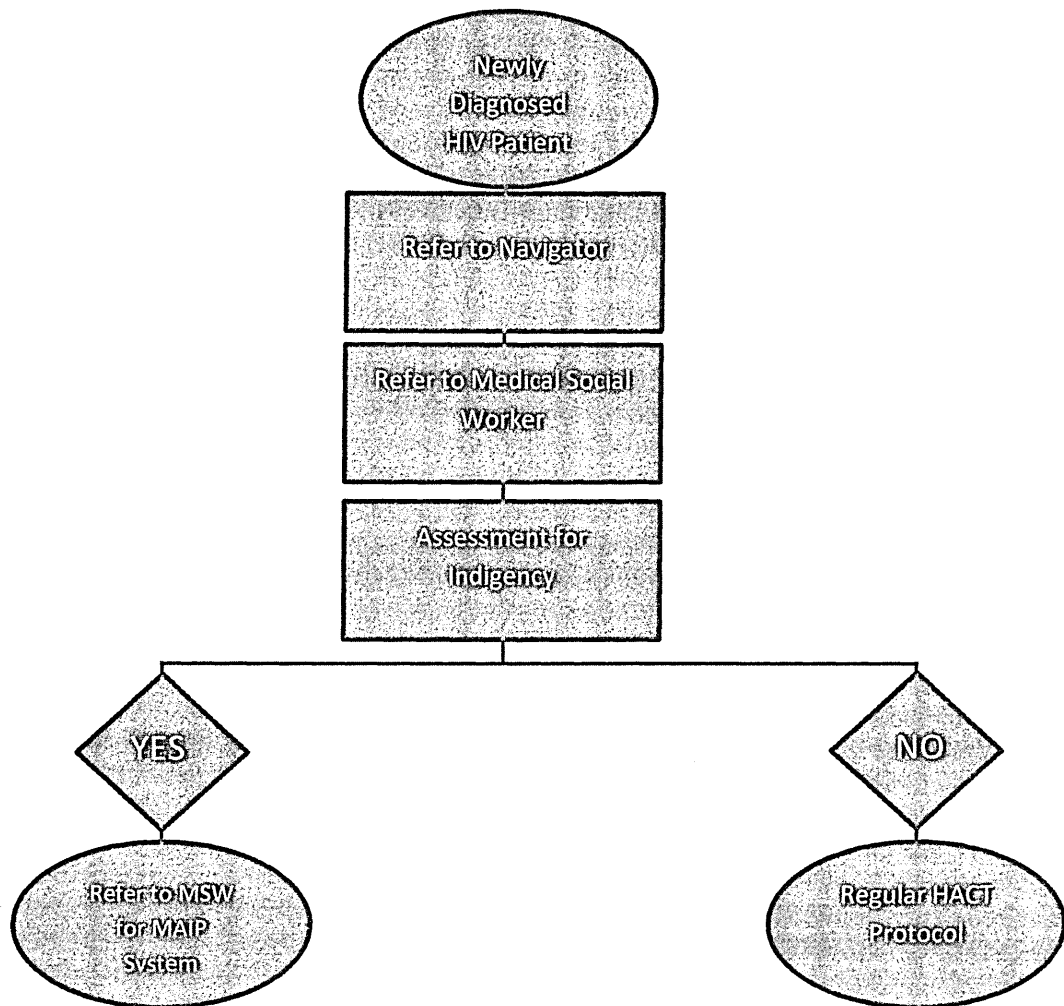 Newly
Diagnosed
HIV Patient
Refer to Navigator
Refer to Medical Social
Worker
Assessment for
Indigency
YES
NO
Refer to MSW
for MAIP
System
Regular HACT
Protocol